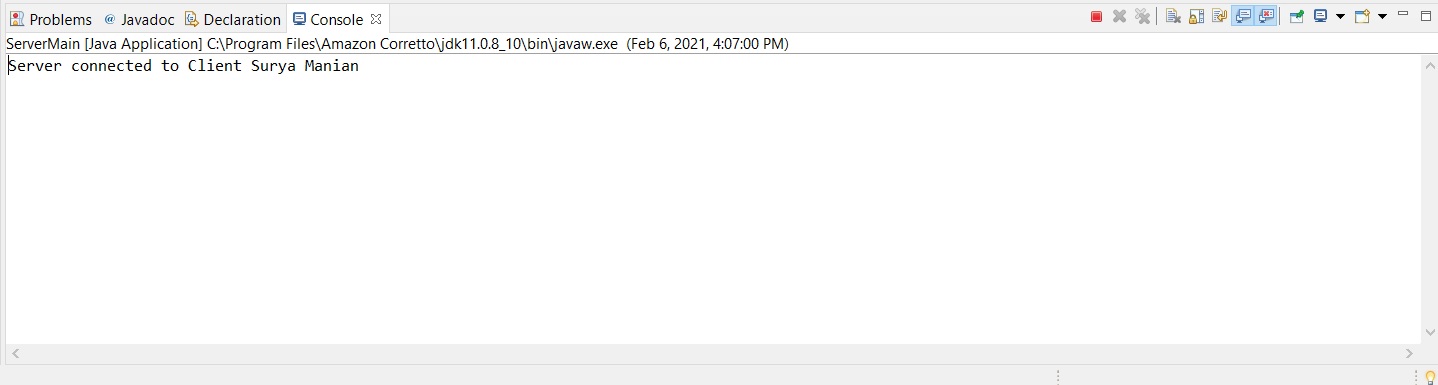 Problems @ Javadoc Declaration Console
ServerMain [Java Application] C:\Program Files\Amazon Corretto\jdk11.0.8_10\bin\javaw.exe (Feb 6, 2021, 4:07:00 PM)
Server connected to Client Surya Manian